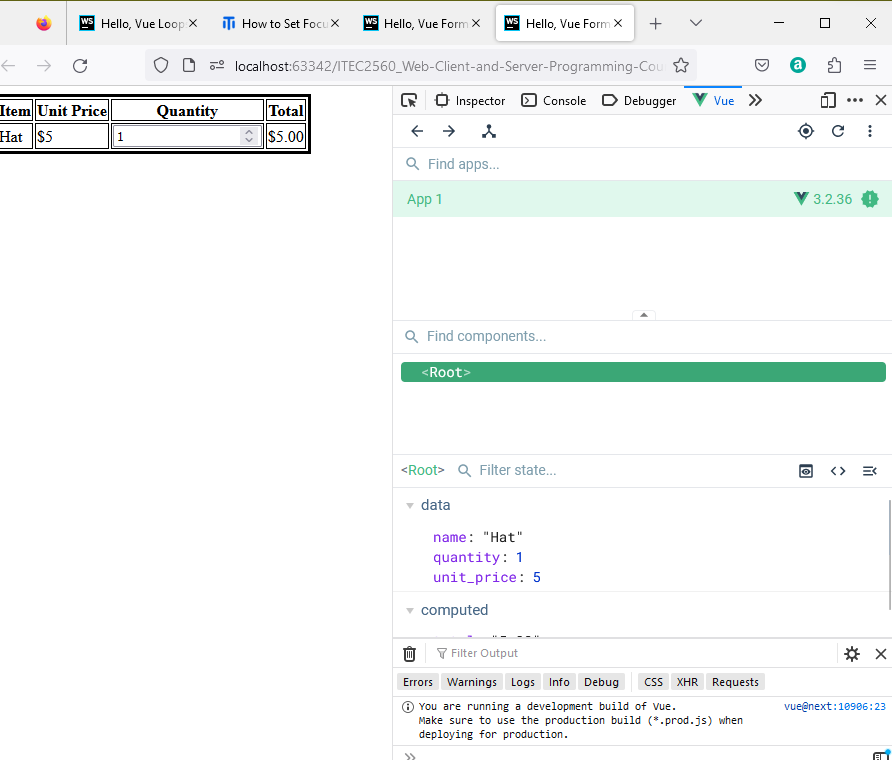 Hello, Vue Loop
How to Set Focu
Hello, Vue Form
Hello, Vue Form
localhost:63342/ITEC2560_Web-Client-and-Server-Programming-Cou
Item Unit Price Quantity Total
Hat $5 1 $5.00
Inspector Console Debugger Vue
Find apps...
App 1 3.2.36
Find components...
<Root>
<Root> Filter state...
data
name: "Hat"
quantity: 1
unit_price: 5
computed
Filter Output
Errors Warnings Logs Info Debug CSS XHR Requests
You are running a development build of Vue. vue@next:10906:23
Make sure to use the production build (*.prod.js) when
deploying for production.